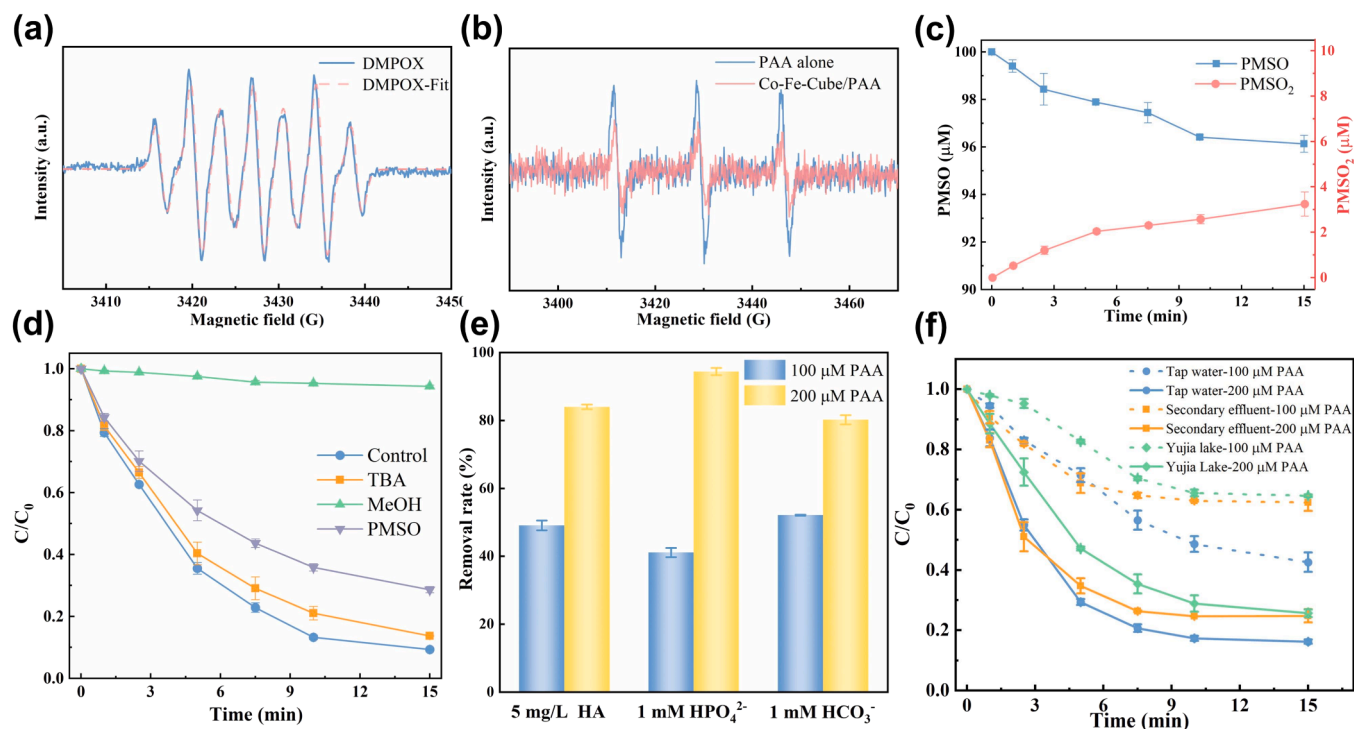 (a)
DMPOX
DMPOX-Fit
Intensity (a.u.)
3410
3420
3430
3440
3450
Magnetic field (G)
(b)
PAA alone
Co-Fe-Cube/PAA
Intensity (a.u.)
3400
3420
3440
3460
Magnetic field (G)
(c)
PMSO
PMSO₂
PMSO (μM)
100
98
96
94
92
90
PMSO₂ (μM)
10
8
6
4
2
0
0
3
6
9
12
15
Time (min)
(d)
Control
TBA
MeOH
PMSO
C/C₀
1.0
0.8
0.6
0.4
0.2
0.0
0
3
6
9
12
15
Time (min)
(e)
100 μM PAA
200 μM PAA
Removal rate (%)
100
80
60
40
20
0
5 mg/L HA
1 mM HPO₄²⁻
1 mM HCO₃⁻
(f)
Tap water-100 μM PAA
Tap water-200 μM PAA
Secondary effluent-100 μM PAA
Secondary effluent-200 μM PAA
Yujia lake-100 μM PAA
Yujia Lake-200 μM PAA
C/C₀
1.0
0.8
0.6
0.4
0.2
0.0
0
3
6
9
12
15
Time (min)